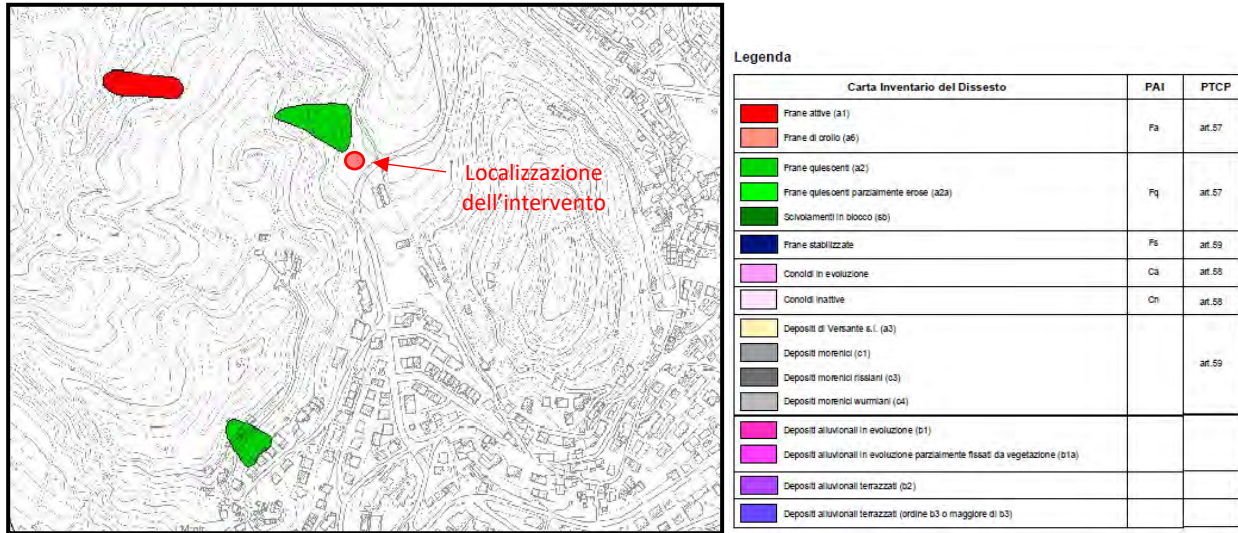 Localizzazione
dell'intervento
Legenda
Carta Inventario del Dissesto PAI PTCP
Frane attive (a1)
Frane di crollo (a6)
Fa art.57
Frane quiescenti (a2)
Frane quiescenti parzialmente erose (a2a)
Scivolamenti in blocco (sb)
Fq art.57
Frane stabilizzate Fs art.59
Conoidi in evoluzione Ca art.58
Conoidi inattive Cn art.58
Depositi di Versante s.l. (a3)
Depositi morenici (c1)
Depositi morenici rissiani (c3)
Depositi morenici wurmiani (c4)
art.59
Depositi alluvionali in evoluzione (b1)
Depositi alluvionali in evoluzione parzialmente fissati da vegetazione (b1a)
Depositi alluvionali terrazzati (b2)
Depositi alluvionali terrazzati (ordine b3 o maggiore di b3)